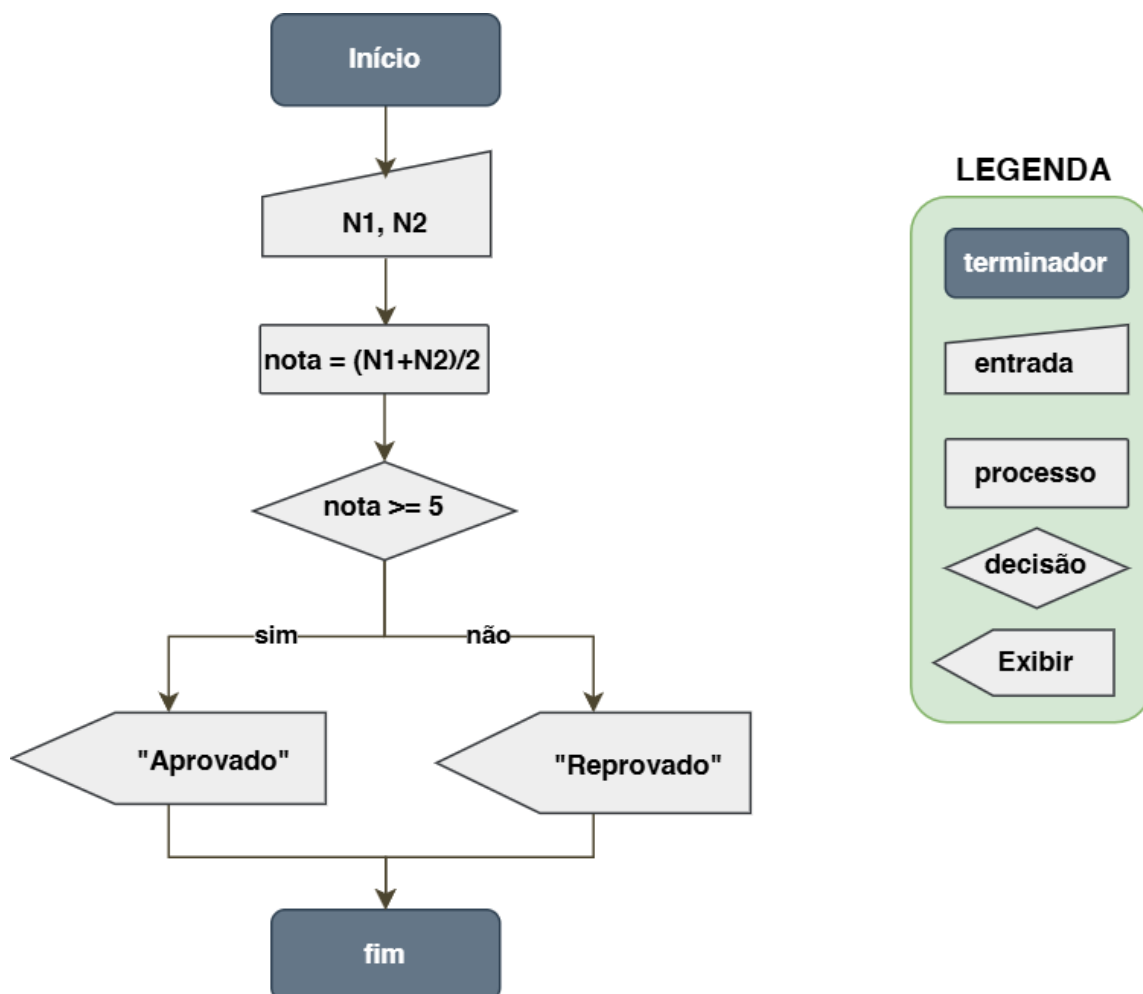 Início
N1, N2
nota = (N1+N2)/2
nota >= 5
sim
não
"Aprovado"
"Reprovado"
fim
LEGENDA
terminador
entrada
processo
decisão
Exibir